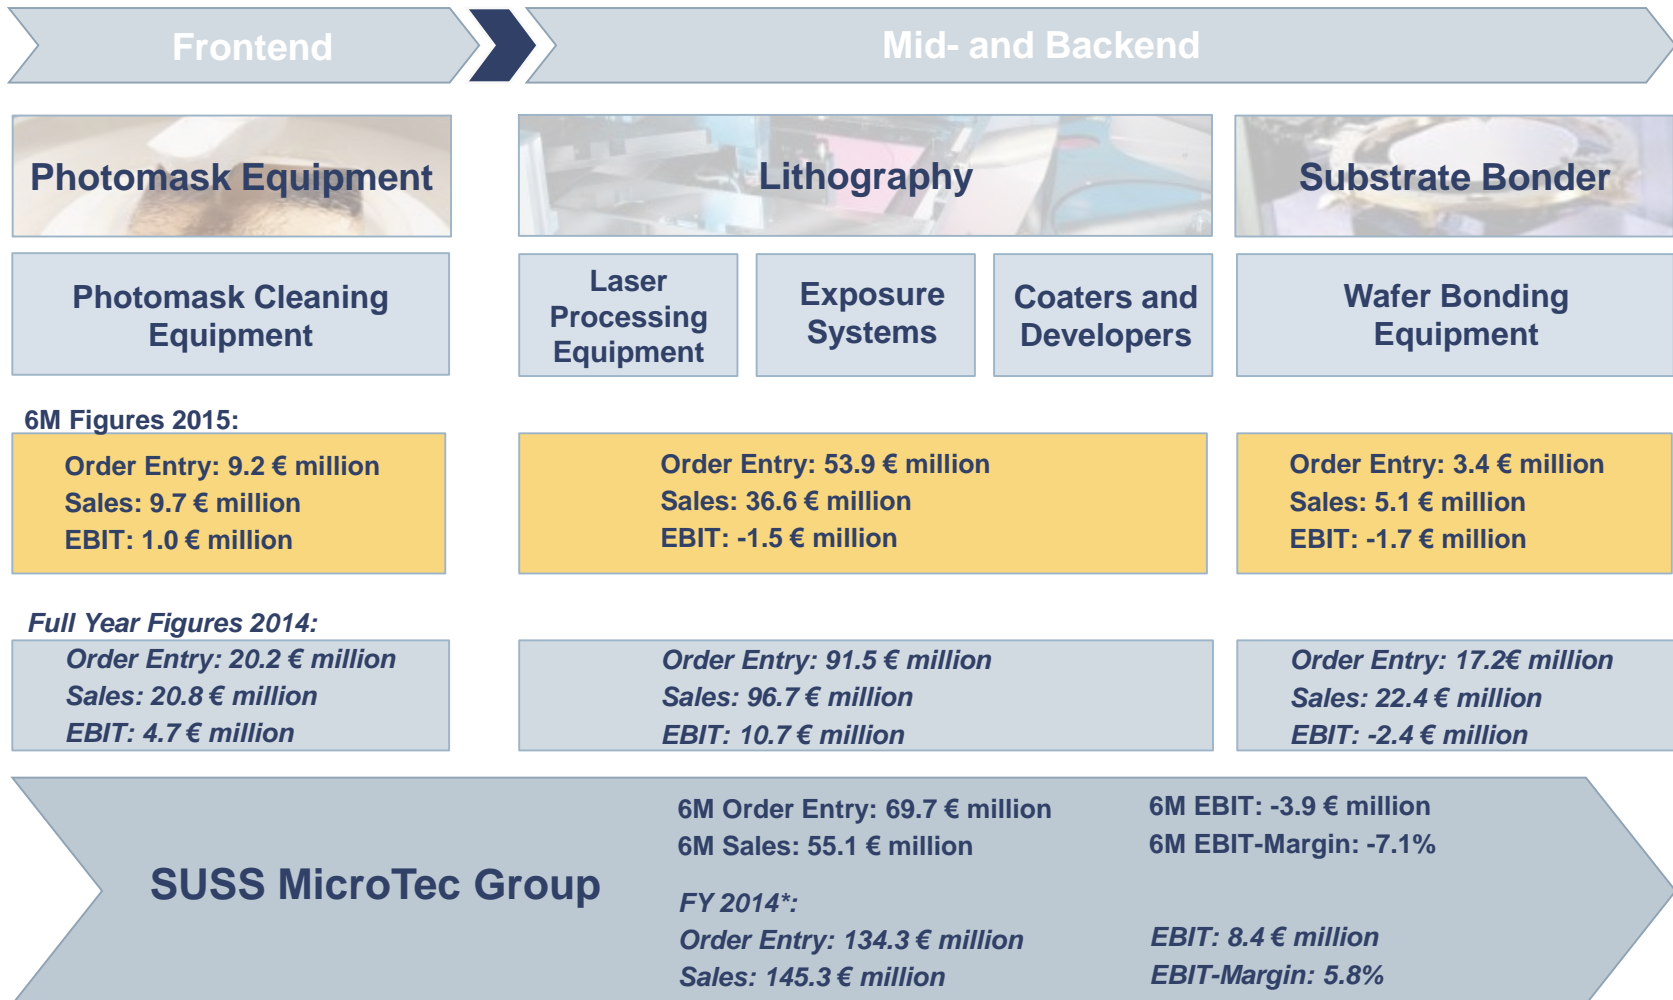 Frontend
Mid- and Backend
Photomask Equipment
Lithography
Substrate Bonder
Photomask Cleaning
Equipment
Laser
Processing
Equipment
Exposure
Systems
Coaters and
Developers
Wafer Bonding
Equipment
6M Figures 2015:
Order Entry: 9.2 € million
Sales: 9.7 € million
EBIT: 1.0 € million
Order Entry: 53.9 € million
Sales: 36.6 € million
EBIT: -1.5 € million
Order Entry: 3.4 € million
Sales: 5.1 € million
EBIT: -1.7 € million
Full Year Figures 2014:
Order Entry: 20.2 € million
Sales: 20.8 € million
EBIT: 4.7 € million
Order Entry: 91.5 € million
Sales: 96.7 € million
EBIT: 10.7 € million
Order Entry: 17.2€ million
Sales: 22.4 € million
EBIT: -2.4 € million
SUSS MicroTec Group
6M Order Entry: 69.7 € million
6M Sales: 55.1 € million
6M EBIT: -3.9 € million
6M EBIT-Margin: -7.1%
FY 2014*:
Order Entry: 134.3 € million
Sales: 145.3 € million
EBIT: 8.4 € million
EBIT-Margin: 5.8%